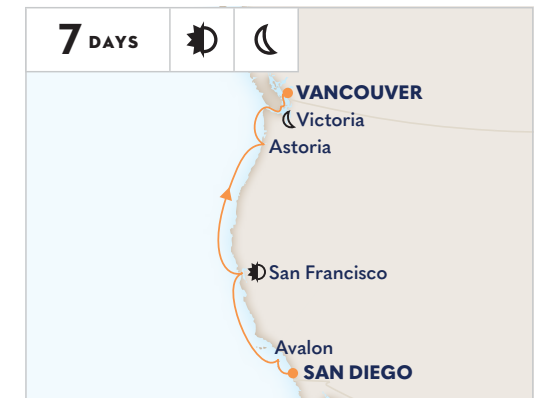 7 DAYS
VANCOUVER
Victoria
Astoria
San Francisco
Avalon
SAN DIEGO